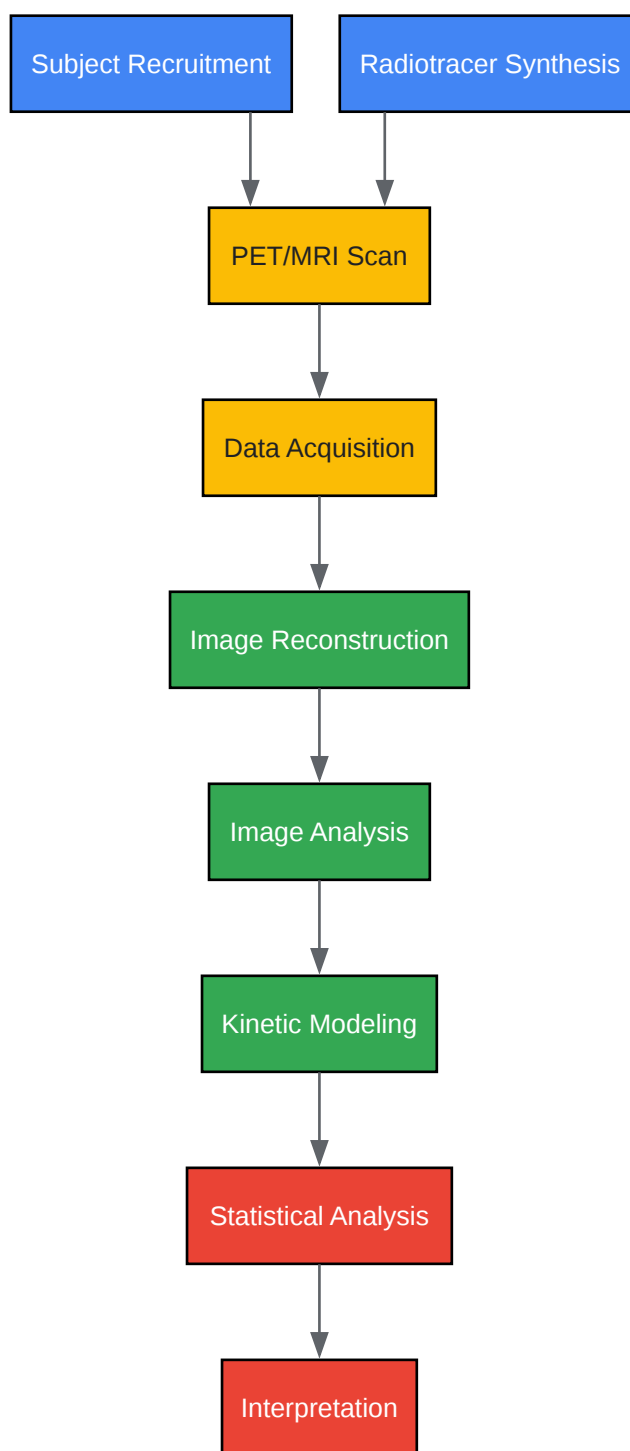 Subject Recruitment
Radiotracer Synthesis
PET/MRI Scan
Data Acquisition
Image Reconstruction
Image Analysis
Kinetic Modeling
Statistical Analysis
Interpretation